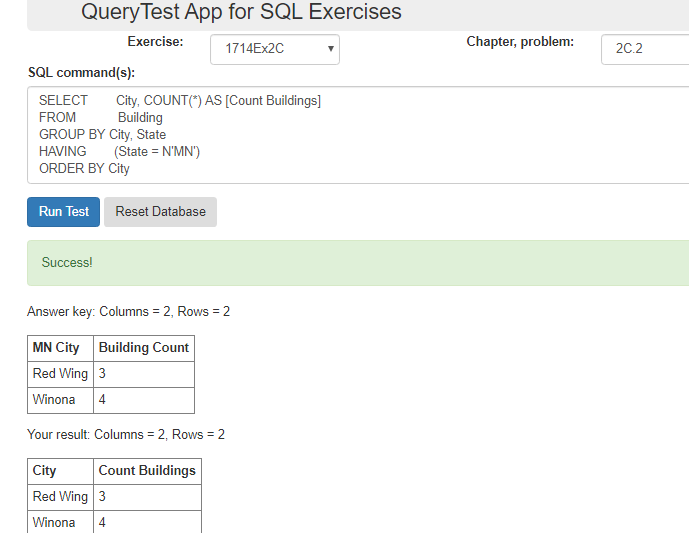 QueryTest App for SQL Exercises
Exercise: 1714Ex2C Chapter, problem: 2C.2
SQL command(s):
SELECT City, COUNT(*) AS [Count Buildings]
FROM Building
GROUP BY City, State
HAVING (State = N'MN')
ORDER BY City
Run Test Reset Database
Success!
Answer key: Columns = 2, Rows = 2
MN City Building Count
Red Wing 3
Winona 4
Your result: Columns = 2, Rows = 2
City Count Buildings
Red Wing 3
Winona 4